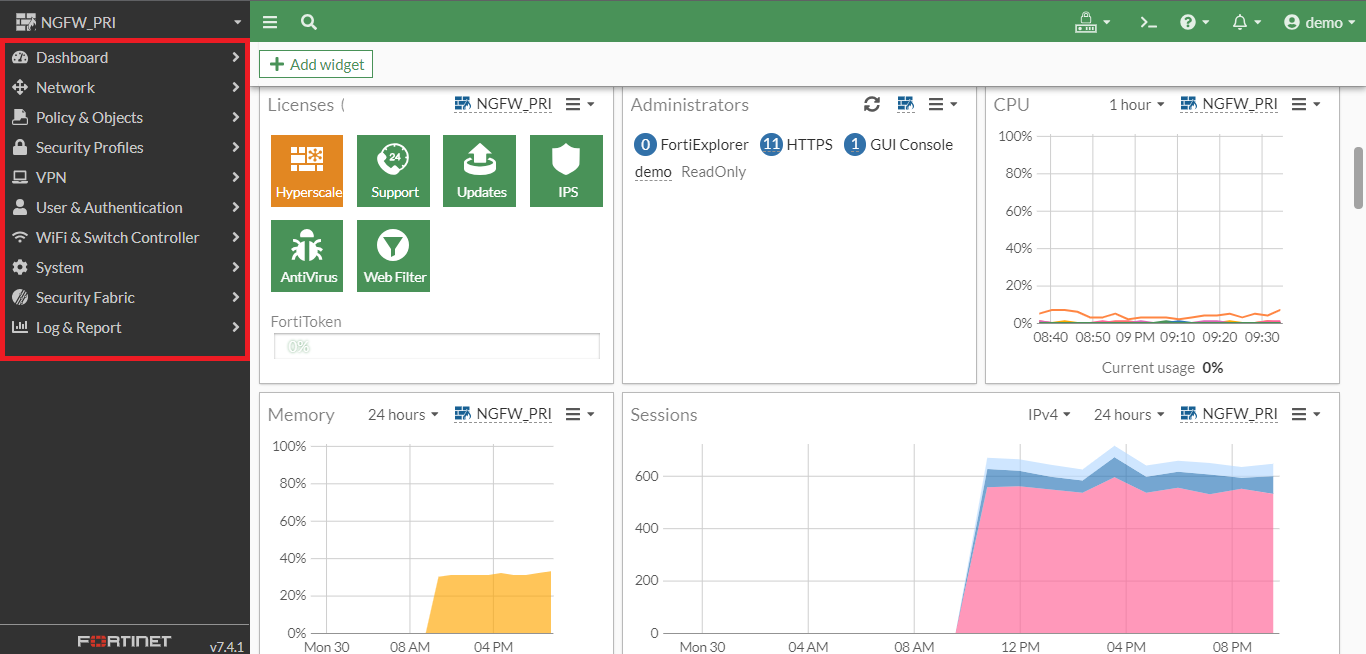 NGFW_PRI
demo
Dashboard
Network
Policy & Objects
Security Profiles
VPN
User & Authentication
WiFi & Switch Controller
System
Security Fabric
Log & Report
FORTINET
v7.4.1
Add widget
Licenses (
NGFW_PRI
Hyperscale
24
Support
Updates
IPS
AntiVirus
Web Filter
FortiToken
0%
Administrators
0 FortiExplorer 11 HTTPS 1 GUI Console
demo ReadOnly
CPU 1 hour NGFW_PRI
100%
80%
60%
40%
20%
0%
08:40 08:50 09 PM 09:10 09:20 09:30
Current usage 0%
Memory 24 hours NGFW_PRI
100%
80%
60%
40%
20%
0%
Mon 30 08 AM 04 PM
Sessions IPv4 24 hours NGFW_PRI
600
400
200
0
Mon 30 04 AM 08 AM 12 PM 04 PM 08 PM